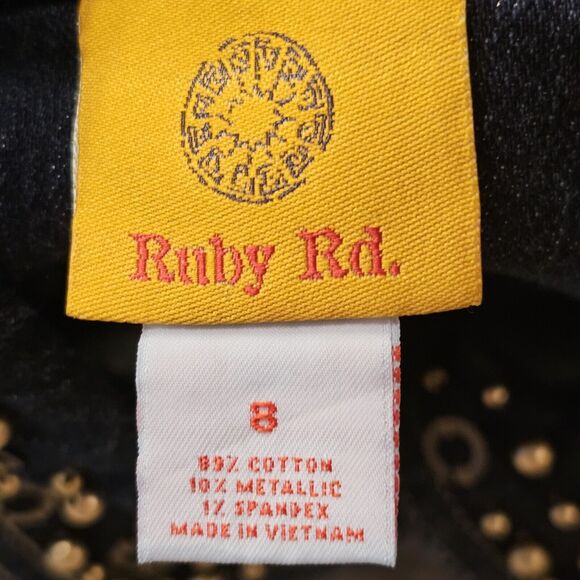 Ruby Rd.
8
89% COTTON
10% METALLIC
1% SPANDEX
MADE IN VIETNAM